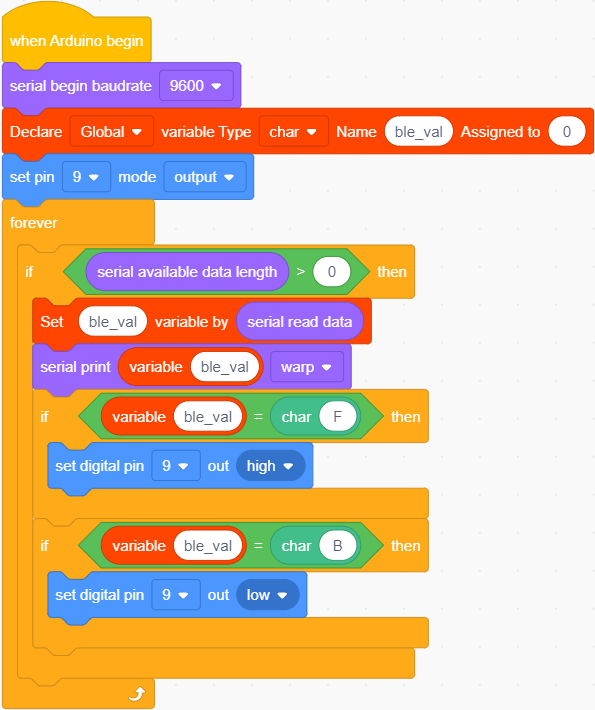 when Arduino begin
serial begin baudrate 9600
Declare Global variable Type char Name ble_val Assigned to 0
set pin 9 mode output
forever
if serial available data length > 0 then
Set ble_val variable by serial read data
serial print variable ble_val warp
if variable ble_val = char F then
set digital pin 9 out high
if variable ble_val = char B then
set digital pin 9 out low